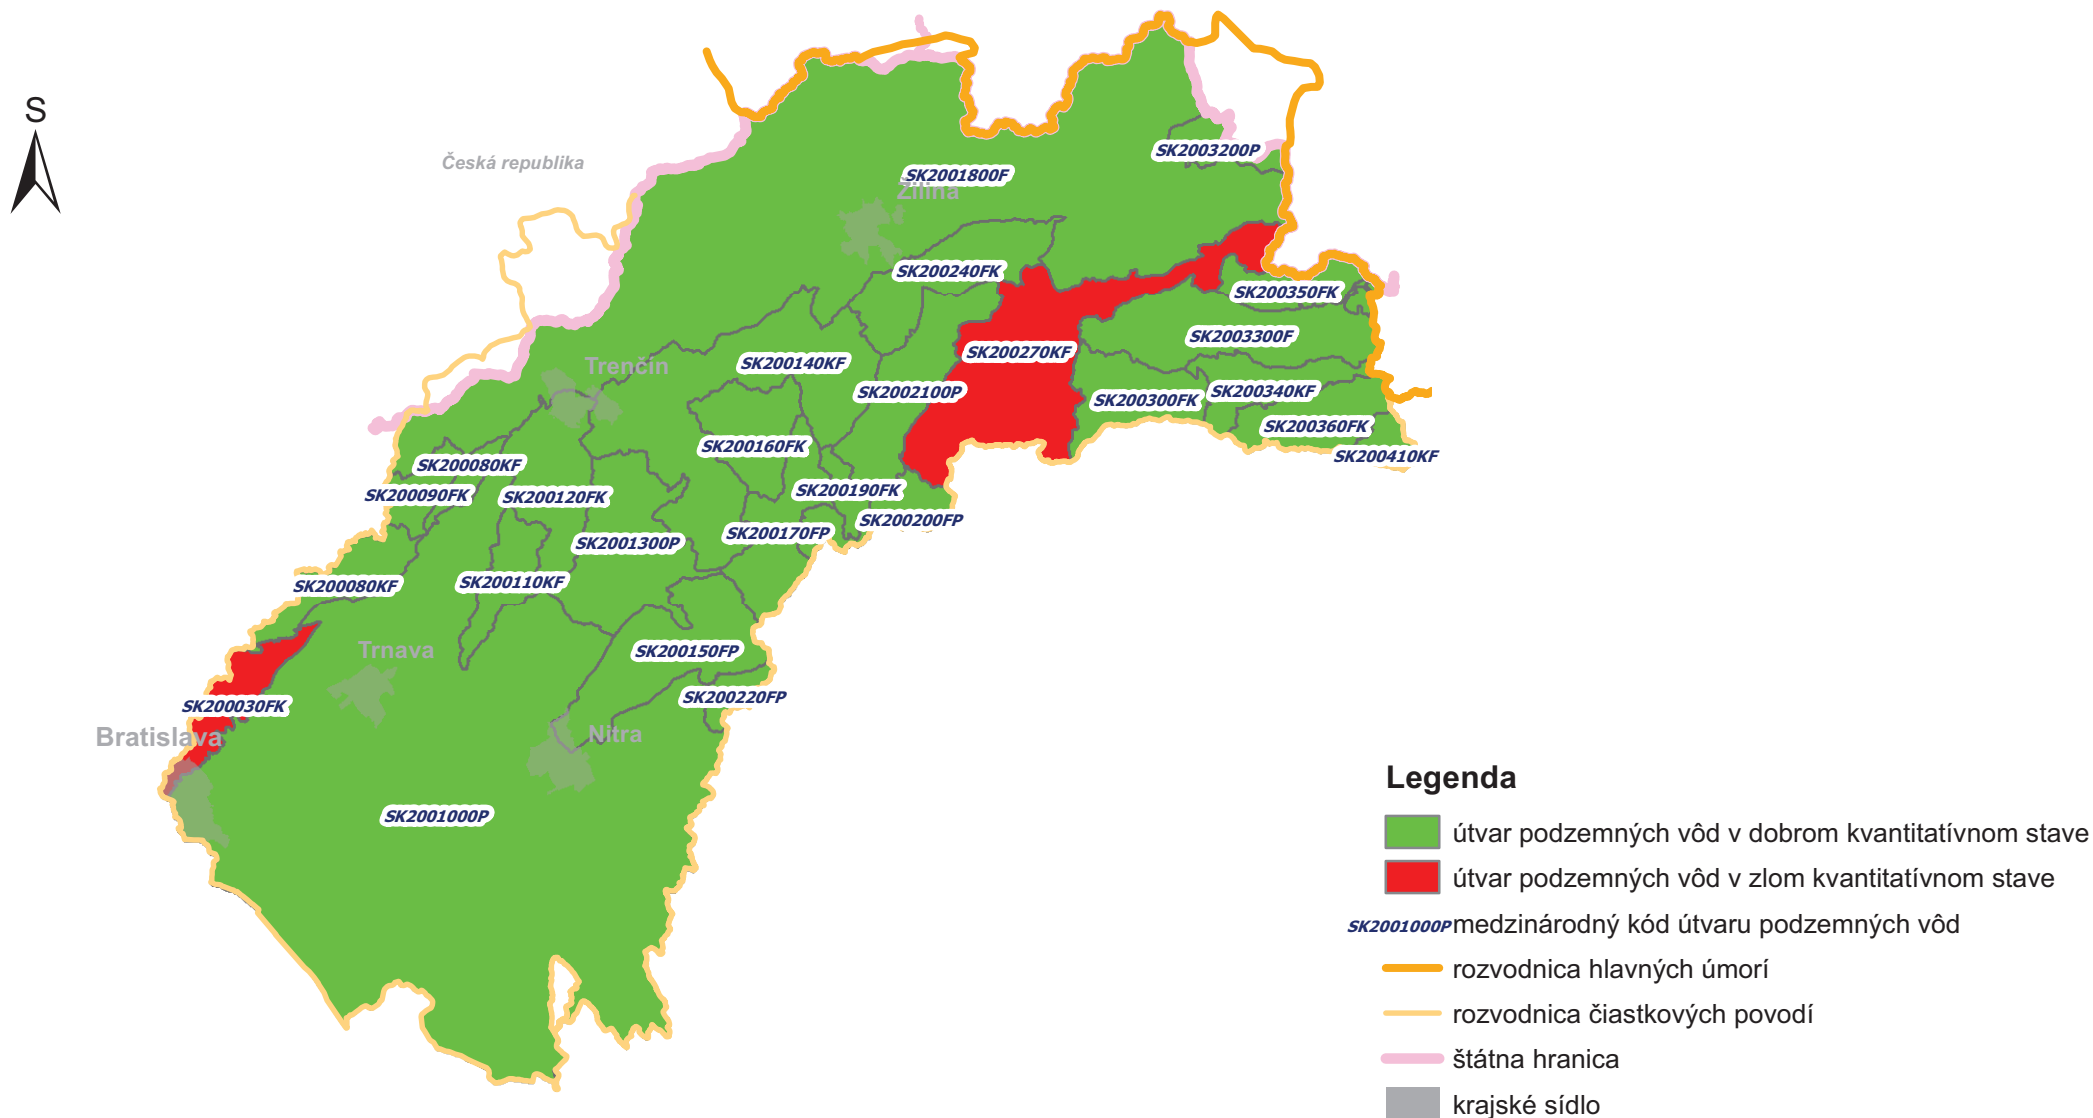 S
Česká republika
SK2003200P
SK2001800F
Žilina
SK200240FK
SK200350FK
SK2003300F
SK200270KF
SK200140KF
Trenčín
SK2002100P
SK200300FK
SK200340KF
SK200360FK
SK200160FK
SK200410KF
SK200080KF
SK200090FK
SK200120FK
SK200190FK
SK200200FP
SK200170FP
SK2001300P
SK200110KF
SK200080KF
Trnava
SK200150FP
SK200220FP
SK200030FK
Bratislava
Nitra
SK2001000P
Legenda
útvar podzemných vôd v dobrom kvantitatívnom stave
útvar podzemných vôd v zlom kvantitatívnom stave
SK2001000P medzinárodný kód útvaru podzemných vôd
rozvodnica hlavných úmorí
rozvodnica čiastkových povodí
štátna hranica
krajské sídlo